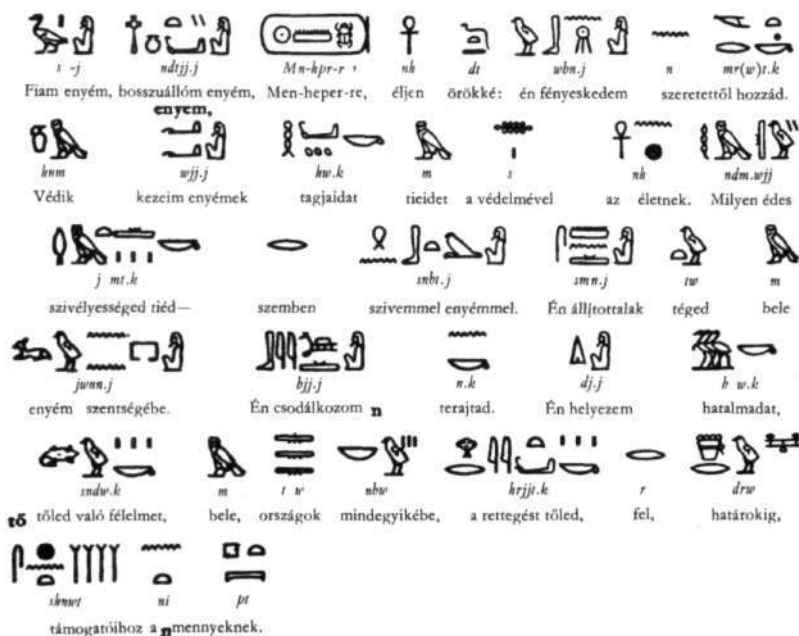 s -j ndtjj.j Mn-kpr-r ' nh dt wbn.j n mr(w)t.k
Fiam enyém, bosszuállóm enyém, Men-heper-re, éljen örökké: én fényeskedem szeretettől hozzád.
enyém,
hnm wjj.j hw.k m s nh ndm.wjj
Védik kezeim enyémek tagjaidat tieidet a védelmével az életnek. Milyen édes
j mt.k snbt.j smn.j tw m
szivélyességed tiéd— szemben szivemmel enyémmel. Én állítottalak téged bele
jwnn.j bjj.j n.k dj.j b w.k
enyém szentségébe. Én csodálkozom n terajtad. Én helyezem hatalmadat,
sndw.k m t w nbw hrjjt.k r drw
tő tőled való félelmet, bele, országok mindegyikébe, a rettegést tőled, fel, határokig,
shnwt ni pt
támogatóihoz a n mennyeknek.